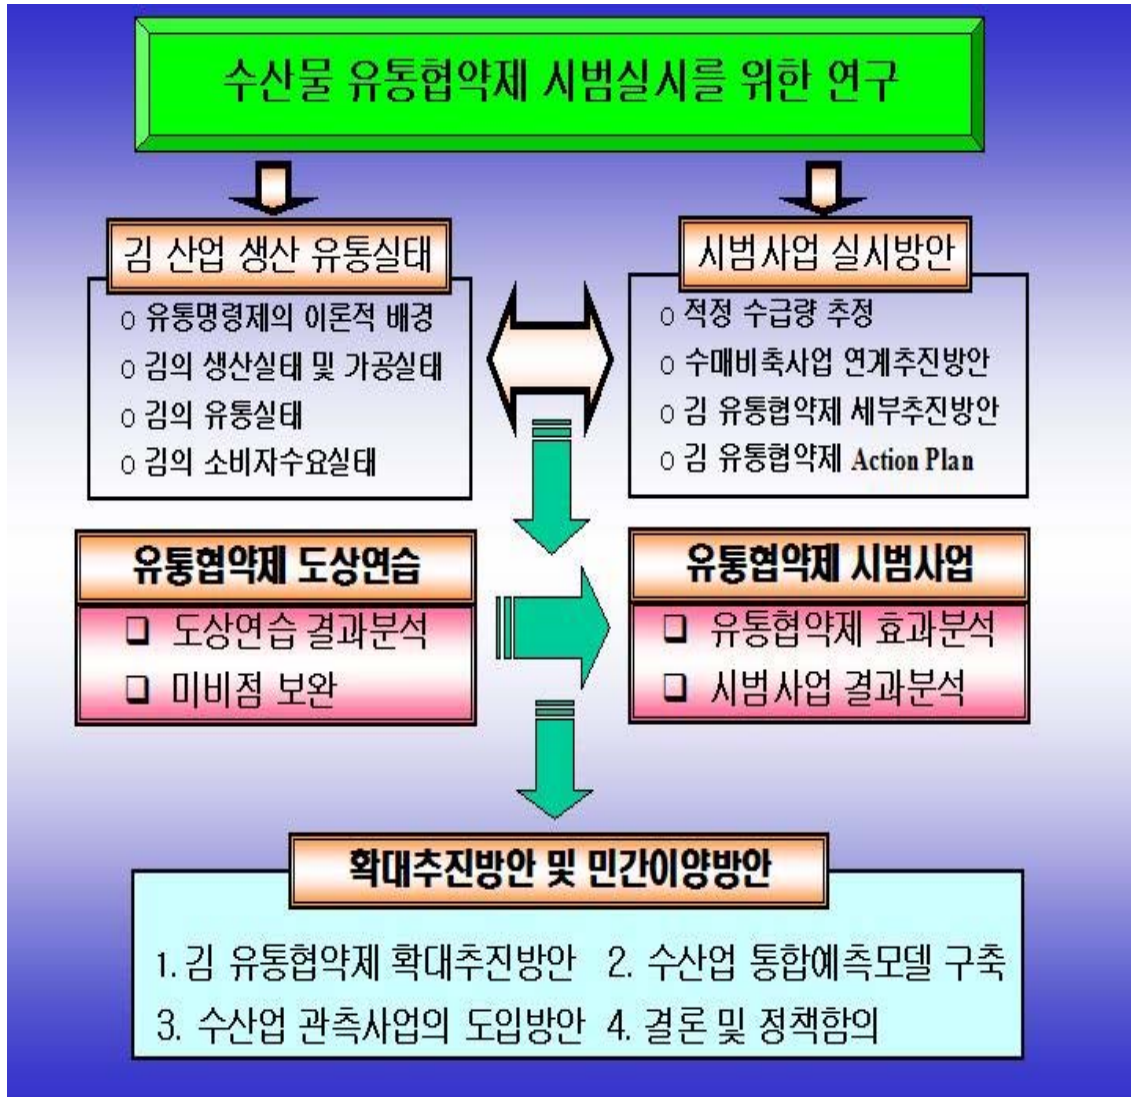 수산물 유통협약제 시범실시를 위한 연구
김 산업 생산 유통실태
o 유통명령제의 이론적 배경
o 김의 생산실태 및 가공실태
o 김의 유통실태
o 김의 소비자수요실태
시범사업 실시방안
o 적정 수급량 추정
o 수매비축사업 연계추진방안
o 김 유통협약제 세부추진방안
o 김 유통협약제 Action Plan
유통협약제 도상연습
❑ 도상연습 결과분석
❑ 미비점 보완
유통협약제 시범사업
❑ 유통협약제 효과분석
❑ 시범사업 결과분석
확대추진방안 및 민간이양방안
1. 김 유통협약제 확대추진방안 2. 수산업 통합예측모델 구축
3. 수산업 관측사업의 도입방안 4. 결론 및 정책함의